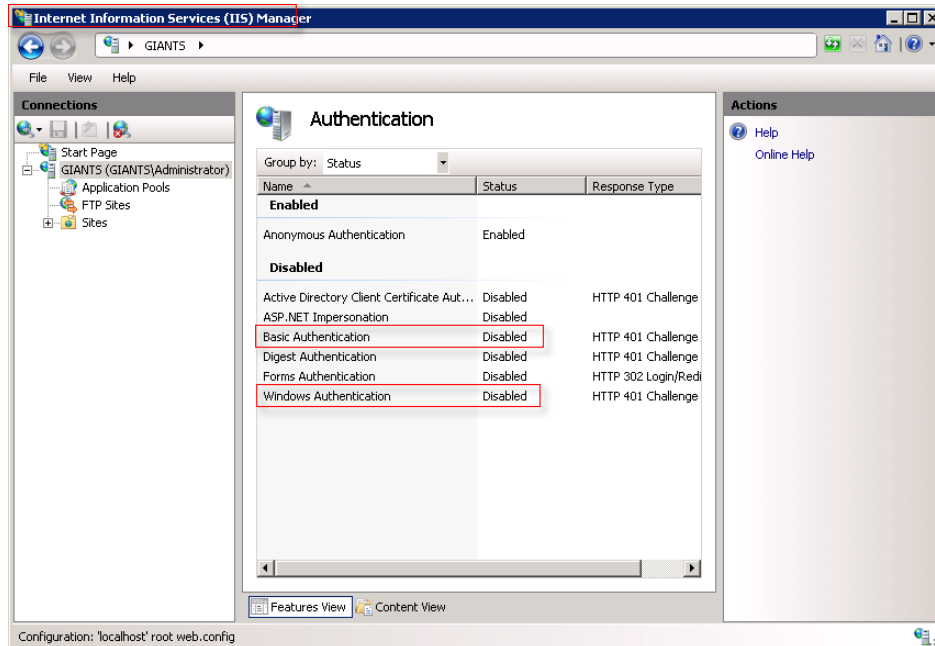 Internet Information Services (IIS) Manager
GIANTS
File View Help
Connections
Start Page
GIANTS (GIANTS\Administrator)
Application Pools
FTP Sites
Sites
Authentication
Group by: Status
Name Status Response Type
Enabled
Anonymous Authentication Enabled
Disabled
Active Directory Client Certificate Aut... Disabled HTTP 401 Challenge
ASP.NET Impersonation Disabled
Basic Authentication Disabled HTTP 401 Challenge
Digest Authentication Disabled HTTP 401 Challenge
Forms Authentication Disabled HTTP 302 Login/Redi
Windows Authentication Disabled HTTP 401 Challenge
Features View Content View
Actions
Help
Online Help
Configuration: 'localhost' root web.config